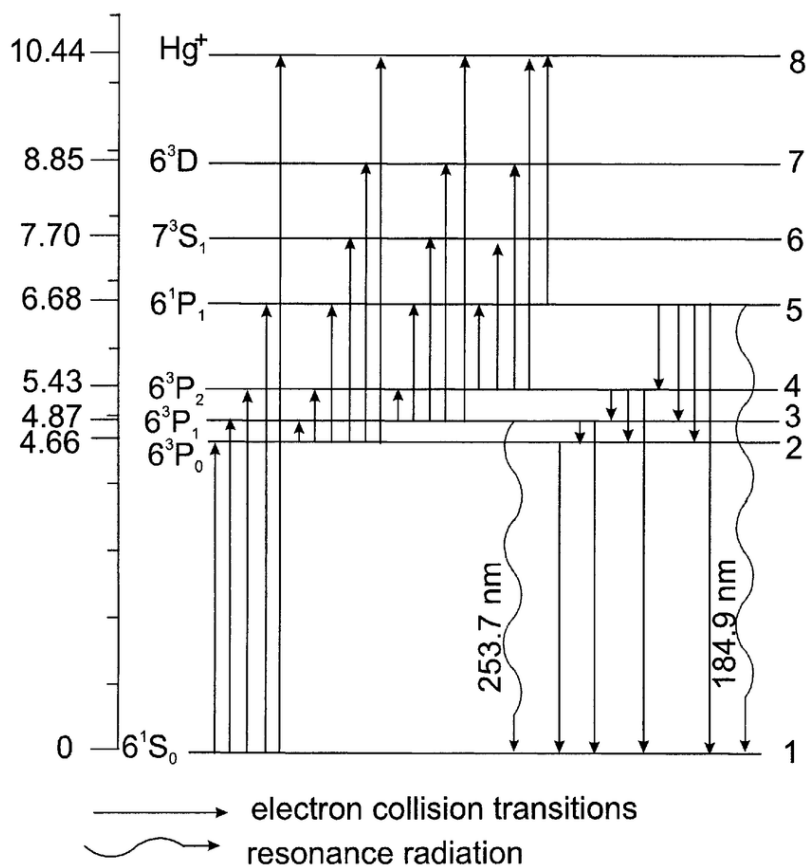 10.44 Hg⁺ 8
8.85 6³D 7
7.70 7³S₁ 6
6.68 6¹P₁ 5
5.43 6³P₂ 4
4.87 6³P₁ 3
4.66 6³P₀ 2
253.7 nm
184.9 nm
0 6¹S₀ 1
electron collision transitions
resonance radiation